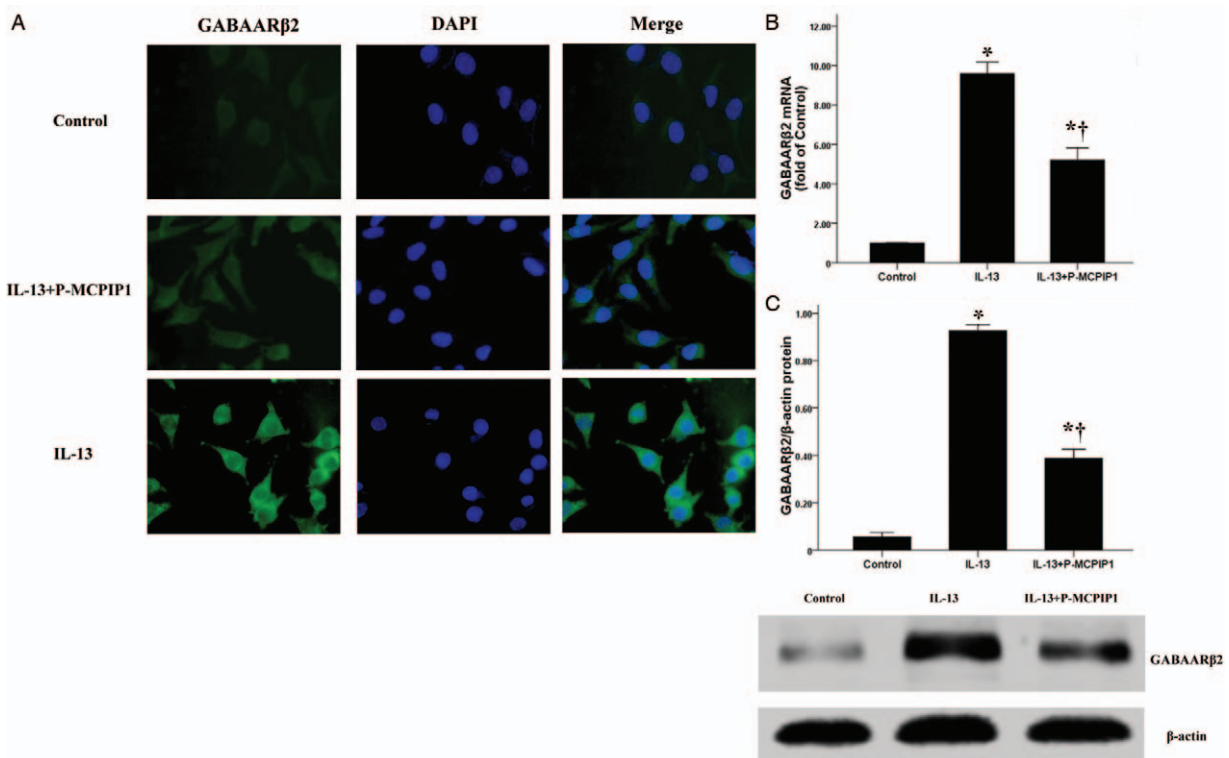 A
GABAARβ2
DAPI
Merge
Control
IL-13+P-MCPIP1
IL-13
B
GABAARβ2 mRNA
(fold of Control)
12.00
10.00
8.00
6.00
4.00
2.00
0
*
*†
Control
IL-13
IL-13+P-MCPIP1
C
GABAARβ2/β-actin protein
1.00
0.80
0.60
0.40
0.20
0
*
*†
Control
IL-13
IL-13+P-MCPIP1
Control
IL-13
IL-13+P-MCPIP1
GABAARβ2
β-actin